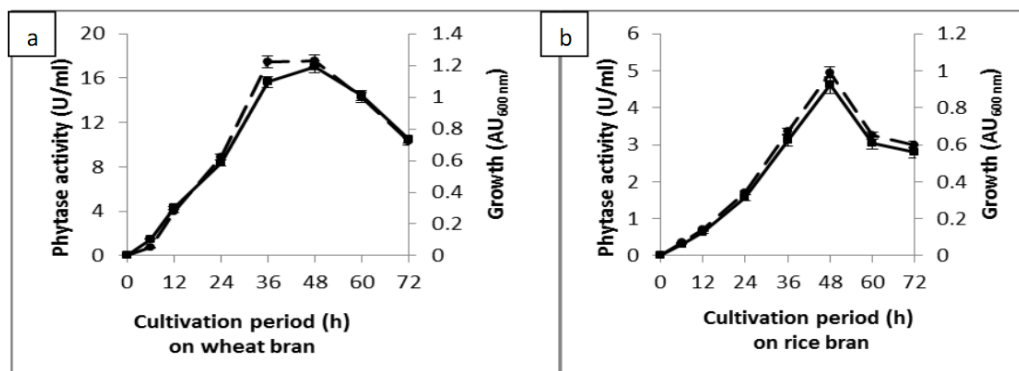 a
Phytase activity (U/ml)
20
16
12
8
4
0
1.4
1.2
1
0.8
0.6
0.4
0.2
0
Growth (AU600 nm)
0 12 24 36 48 60 72
Cultivation period (h)
on wheat bran
b
Phytase activity (U/ml)
6
5
4
3
2
1
0
1.2
1
0.8
0.6
0.4
0.2
0
Growth (AU600 nm)
0 12 24 36 48 60 72
Cultivation period (h)
on rice bran